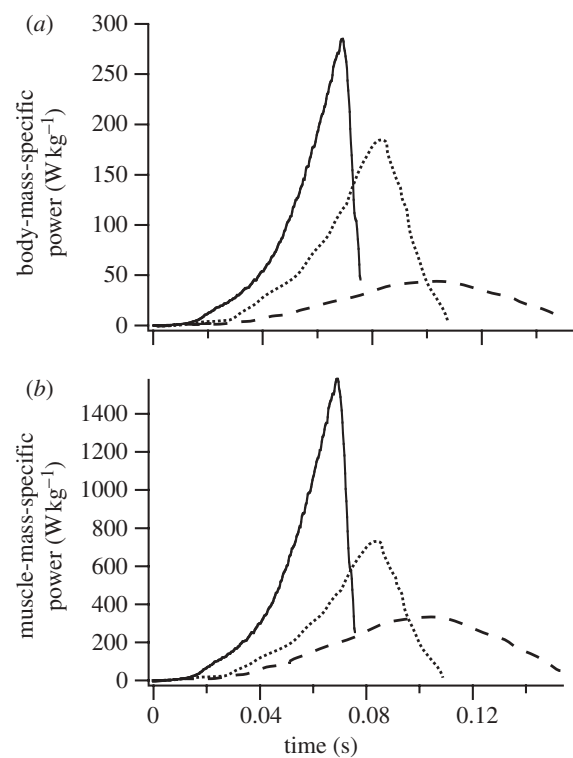 (a)
300
250
200
150
100
50
0
body-mass-specific
power (W kg⁻¹)
(b)
1400
1200
1000
800
600
400
200
0
muscle-mass-specific
power (W kg⁻¹)
0 0.04 0.08 0.12
time (s)